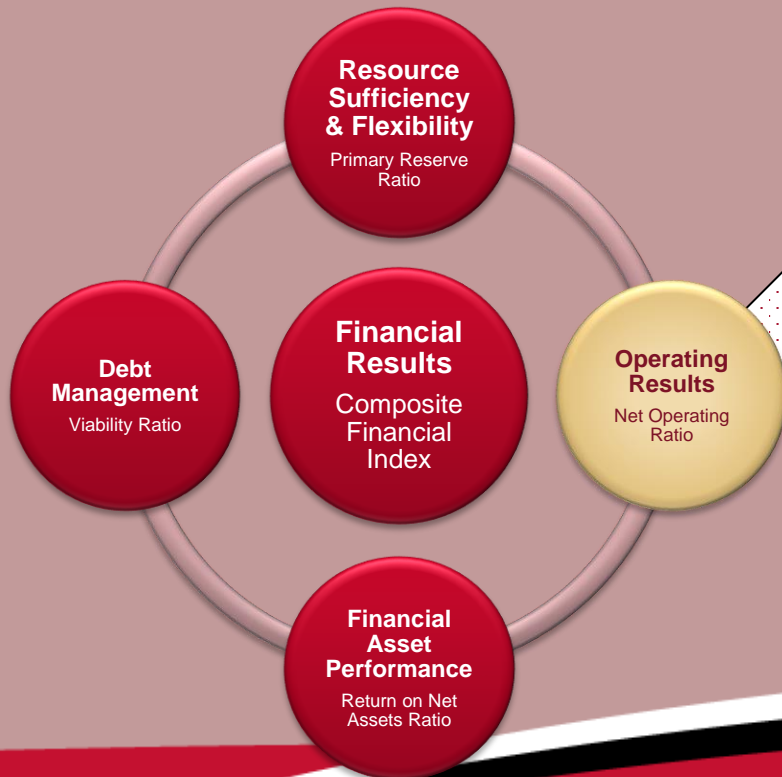 Resource
Sufficiency
& Flexibility
Primary Reserve
Ratio
Debt
Management
Viability Ratio
Financial
Results
Composite
Financial
Index
Operating
Results
Net Operating
Ratio
Financial
Asset
Performance
Return on Net
Assets Ratio